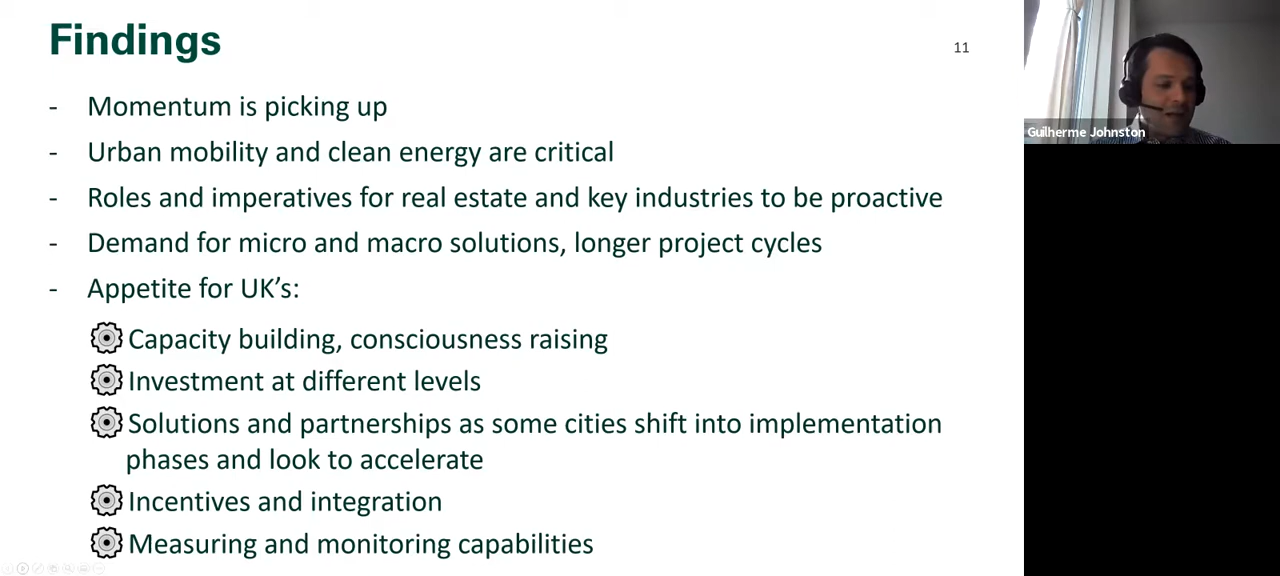 Findings
11
- Momentum is picking up
- Urban mobility and clean energy are critical
- Roles and imperatives for real estate and key industries to be proactive
- Demand for micro and macro solutions, longer project cycles
- Appetite for UK’s:
Capacity building, consciousness raising
Investment at different levels
Solutions and partnerships as some cities shift into implementation
phases and look to accelerate
Incentives and integration
Measuring and monitoring capabilities
Guilherme Johnston